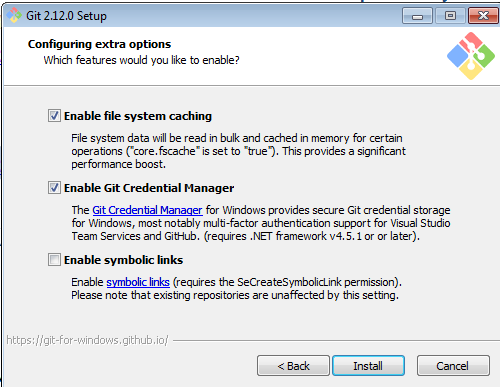 Git 2.12.0 Setup
Configuring extra options
Which features would you like to enable?
Enable file system caching
File system data will be read in bulk and cached in memory for certain
operations ("core.fscache" is set to "true"). This provides a significant
performance boost.
Enable Git Credential Manager
The Git Credential Manager for Windows provides secure Git credential storage
for Windows, most notably multi-factor authentication support for Visual Studio
Team Services and GitHub. (requires .NET framework v4.5.1 or or later).
Enable symbolic links
Enable symbolic links (requires the SeCreateSymbolicLink permission).
Please note that existing repositories are unaffected by this setting.
https://git-for-windows.github.io/
< Back
Install
Cancel